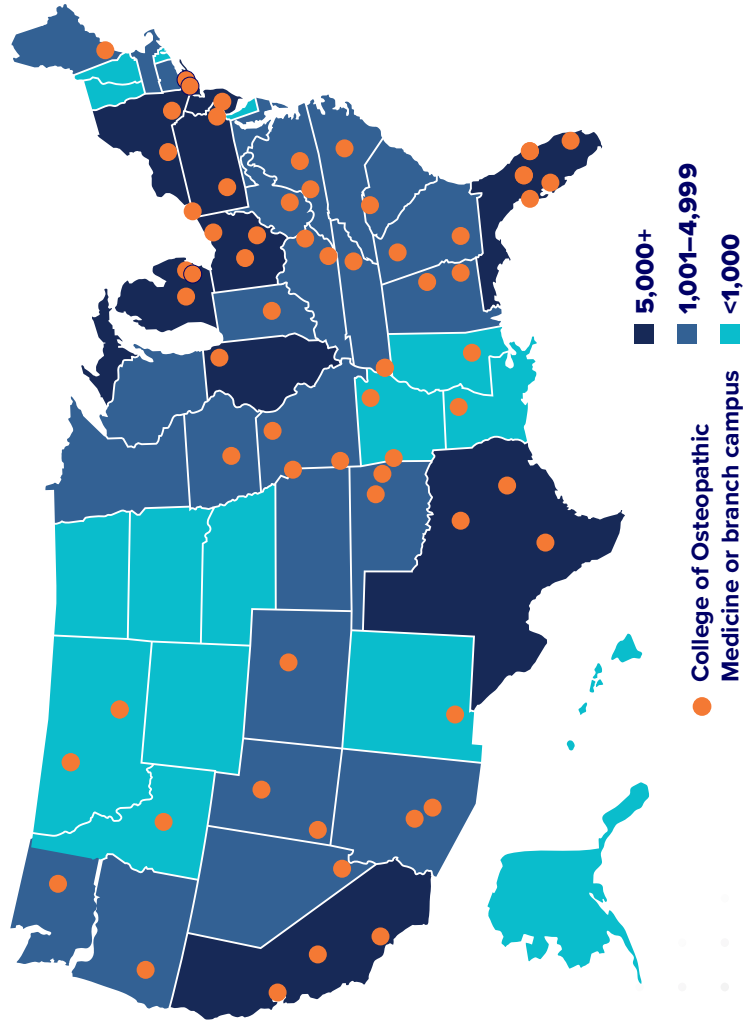 5,000+
1,001–4,999
<1,000
College of Osteopathic
Medicine or branch campus